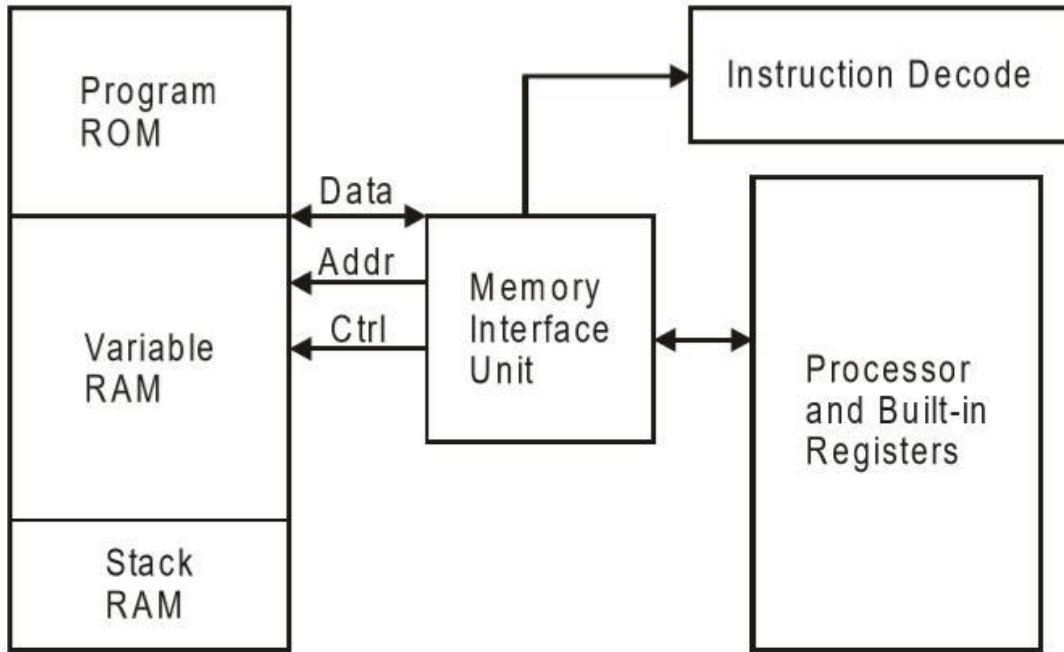 Program
ROM
Instruction Decode
Data
Addr
Ctrl
Variable
RAM
Memory
Interface
Unit
Processor
and Built-in
Registers
Stack
RAM